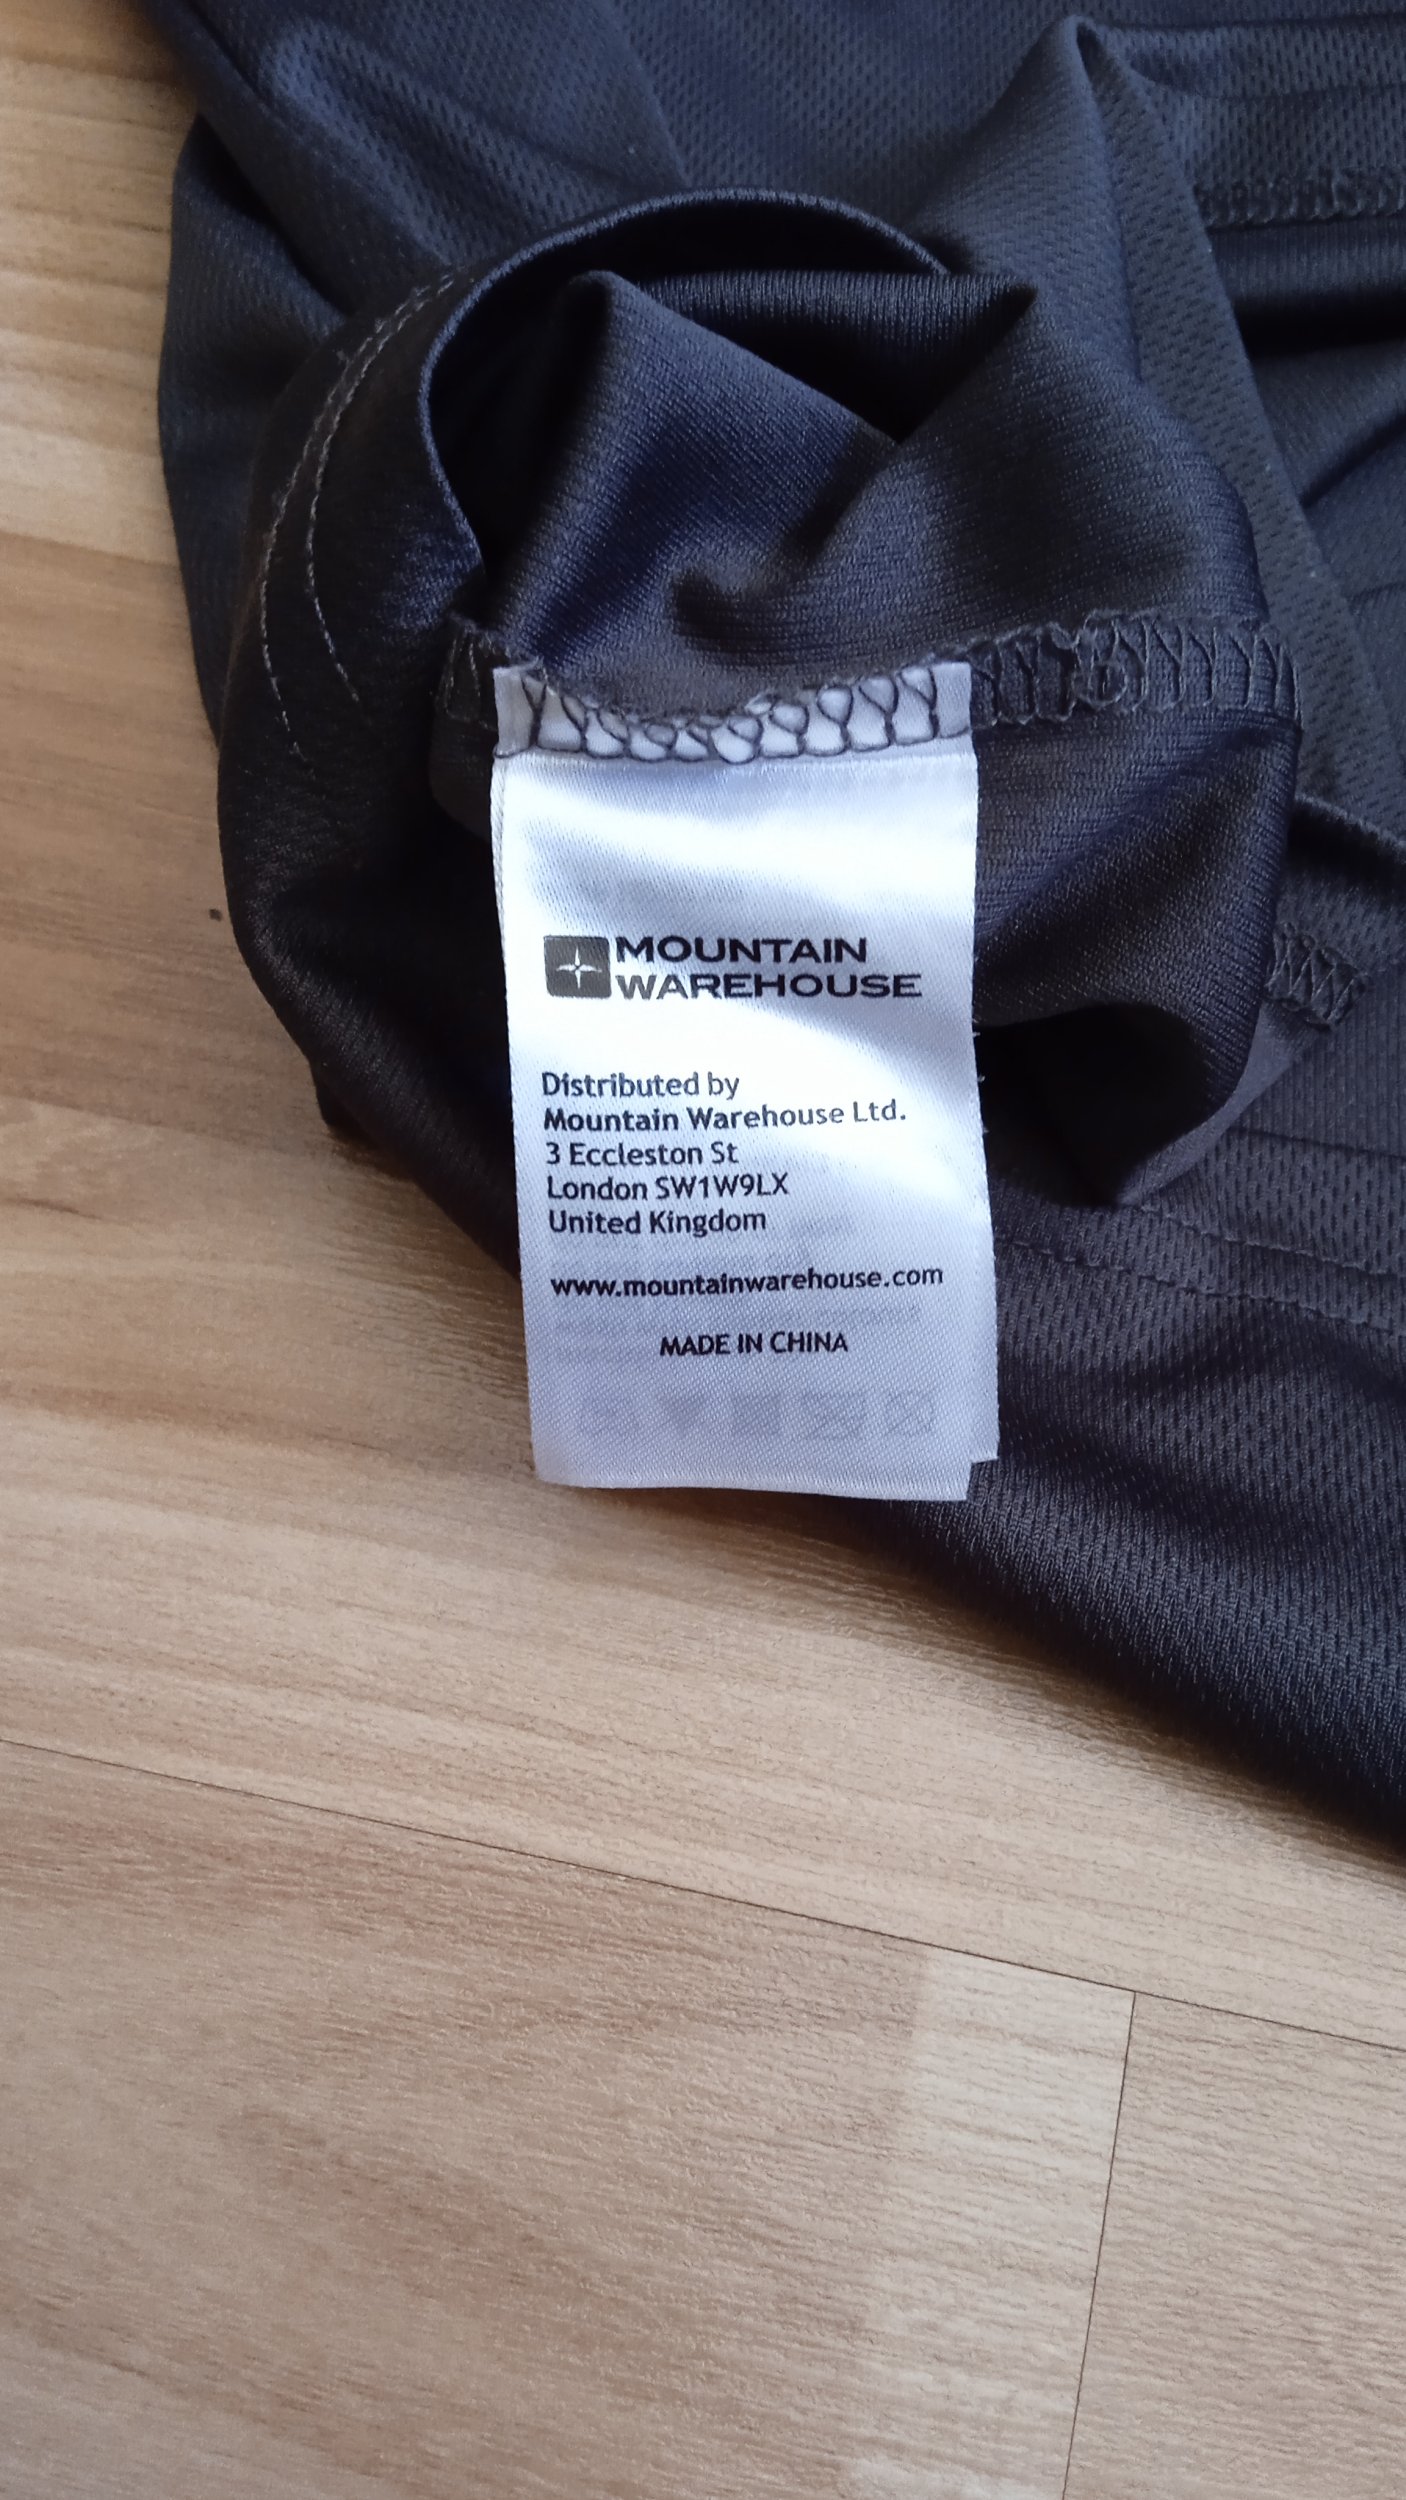 MOUNTAIN
WAREHOUSE
Distributed by
Mountain Warehouse Ltd.
3 Eccleston St
London SW1W9LX
United Kingdom
www.mountainwarehouse.com
MADE IN CHINA